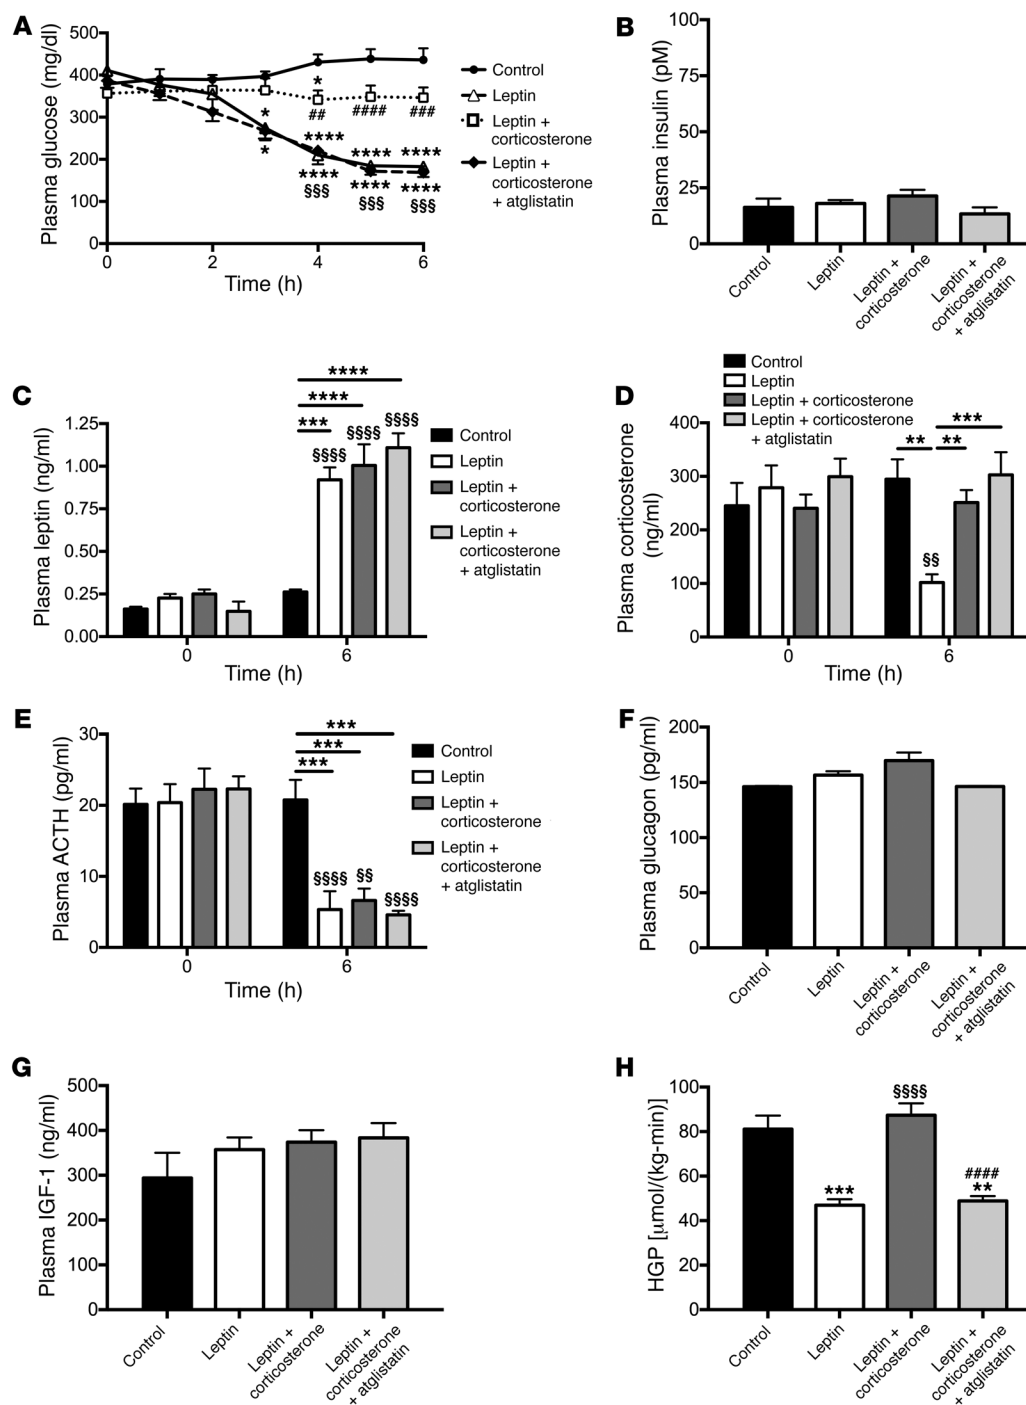 A
Plasma glucose (mg/dl)
500
400
300
200
100
0
*
##
####
###
*
*
****
****
****
****
§§§
****
§§§
****
§§§
0
2
4
6
Time (h)
Control
Leptin
Leptin +
corticosterone
Leptin +
corticosterone
+ atglistatin
B
Plasma insulin (pM)
100
75
50
25
0
Control
Leptin
Leptin +
corticosterone
Leptin +
corticosterone
+ atglistatin
C
Plasma leptin (ng/ml)
1.25
1.00
0.75
0.50
0.25
0.00
****
****
***
§§§§
§§§§
§§§§
0
6
Time (h)
Control
Leptin
Leptin +
corticosterone
Leptin +
corticosterone
+ atglistatin
D
Control
Leptin
Leptin + corticosterone
Leptin + corticosterone
+ atglistatin
Plasma corticosterone
(ng/ml)
400
300
200
100
0
***
**
**
§§
0
6
Time (h)
E
Plasma ACTH (pg/ml)
30
20
10
0
***
***
***
§§§§
§§
§§§§
0
6
Time (h)
Control
Leptin
Leptin +
corticosterone
Leptin +
corticosterone
+ atglistatin
F
Plasma glucagon (pg/ml)
200
150
100
50
0
Control
Leptin
Leptin +
corticosterone
Leptin +
corticosterone
+ atglistatin
G
Plasma IGF-1 (ng/ml)
500
400
300
200
100
0
Control
Leptin
Leptin +
corticosterone
Leptin +
corticosterone
+ atglistatin
H
HGP [μmol/(kg-min)]
100
80
60
40
20
0
***
§§§§
####
**
Control
Leptin
Leptin +
corticosterone
Leptin +
corticosterone
+ atglistatin